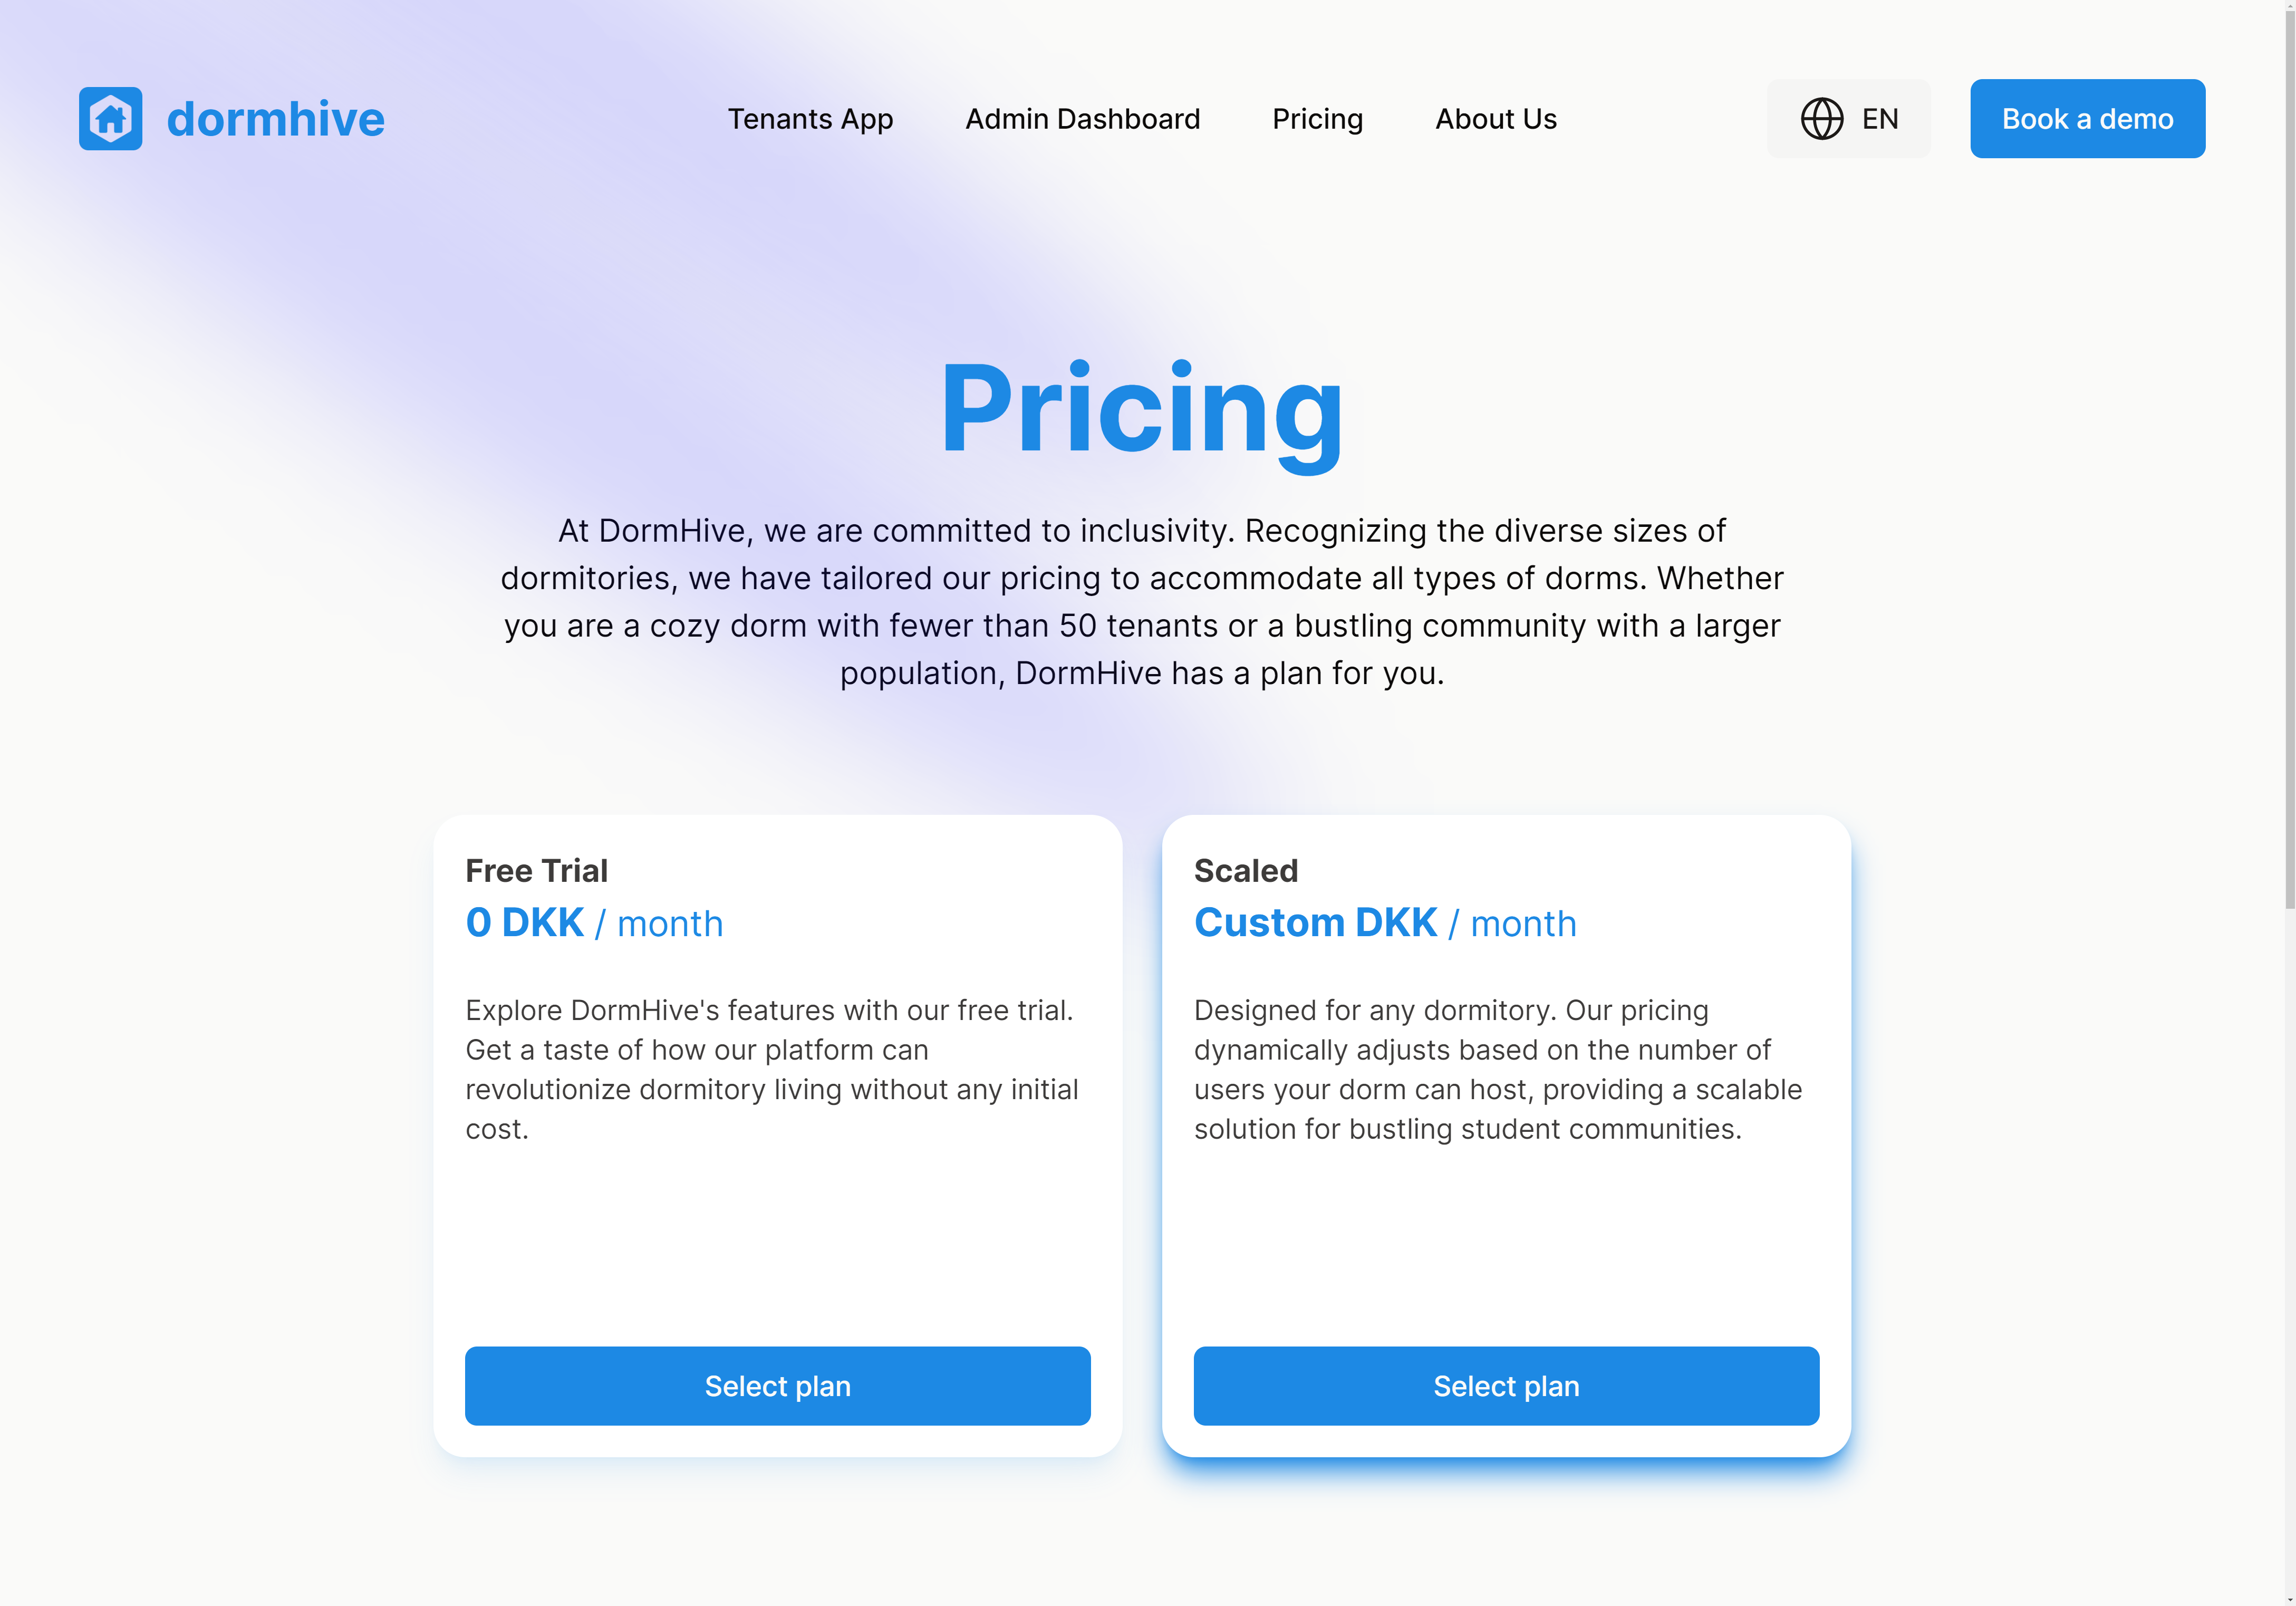 dormhive
Tenants App
Admin Dashboard
Pricing
About Us
EN
Book a demo
Pricing
At DormHive, we are committed to inclusivity. Recognizing the diverse sizes of
dormitories, we have tailored our pricing to accommodate all types of dorms. Whether
you are a cozy dorm with fewer than 50 tenants or a bustling community with a larger
population, DormHive has a plan for you.
Free Trial
0 DKK / month
Explore DormHive's features with our free trial.
Get a taste of how our platform can
revolutionize dormitory living without any initial
cost.
Select plan
Scaled
Custom DKK / month
Designed for any dormitory. Our pricing
dynamically adjusts based on the number of
users your dorm can host, providing a scalable
solution for bustling student communities.
Select plan